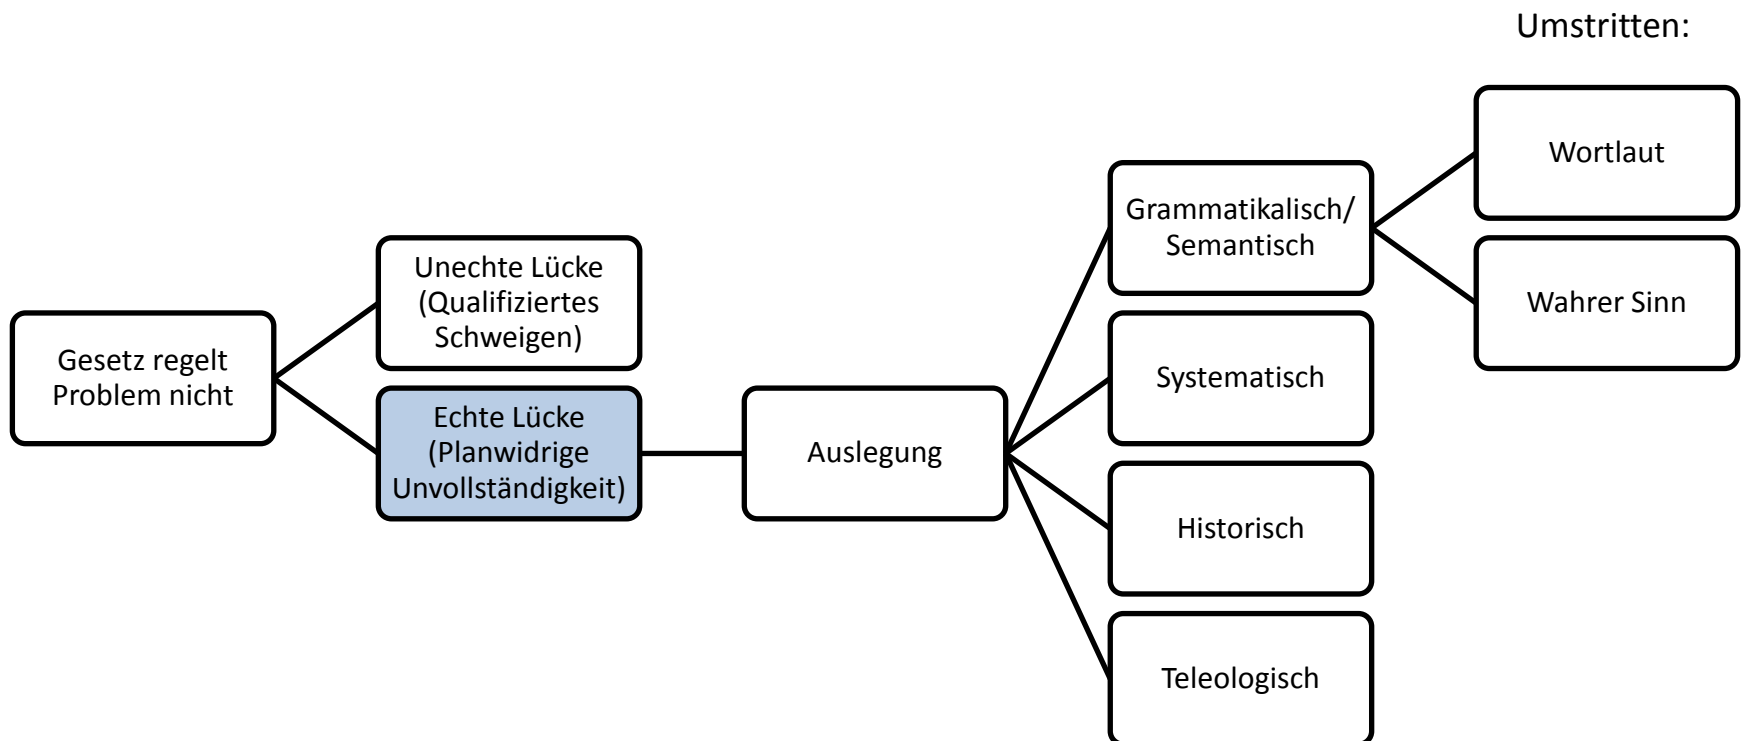 Umstritten:
Gesetz regelt
Problem nicht
Unechte Lücke
(Qualifiziertes
Schweigen)
Echte Lücke
(Planwidrige
Unvollständigkeit)
Auslegung
Grammatikalisch/
Semantisch
Systematisch
Historisch
Teleologisch
Wortlaut
Wahrer Sinn